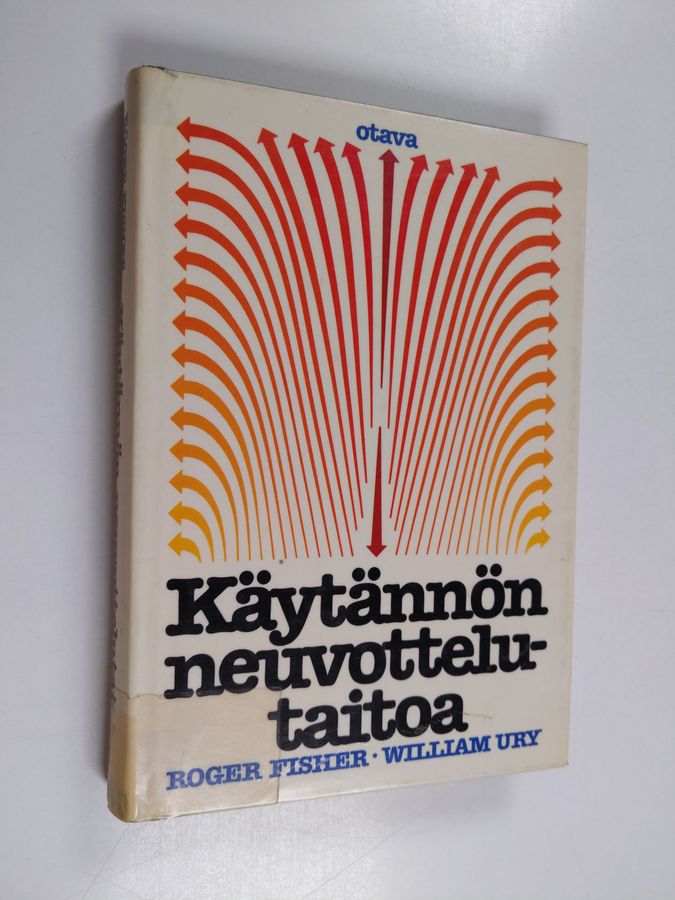 otava
Käytännön
neuvottelu-
taitoa
ROGER FISHER · WILLIAM URY